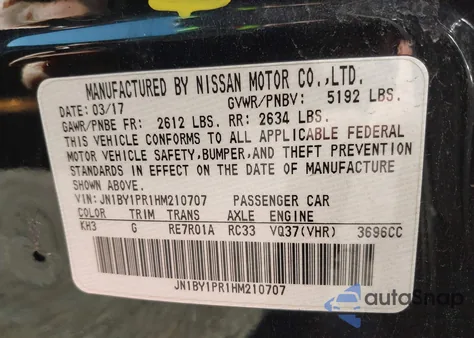 MANUFACTURED BY NISSAN MOTOR CO.,LTD.
DATE: 03/17 GVWR/PNBV: 5192 LBS.
GAWR/PNBE FR: 2612 LBS. RR: 2634 LBS.
THIS VEHICLE CONFORMS TO ALL APPLICABLE FEDERAL
MOTOR VEHICLE SAFETY, BUMPER, AND THEFT PREVENTION
STANDARDS IN EFFECT ON THE DATE OF MANUFACTURE
SHOWN ABOVE.
VIN: JN1BY1PR1HM210707 PASSENGER CAR
COLOR TRIM TRANS AXLE ENGINE
KH3 G RE7R01A RC33 VQ37(VHR) 3696CC
JN1BY1PR1HM210707
autoSnap